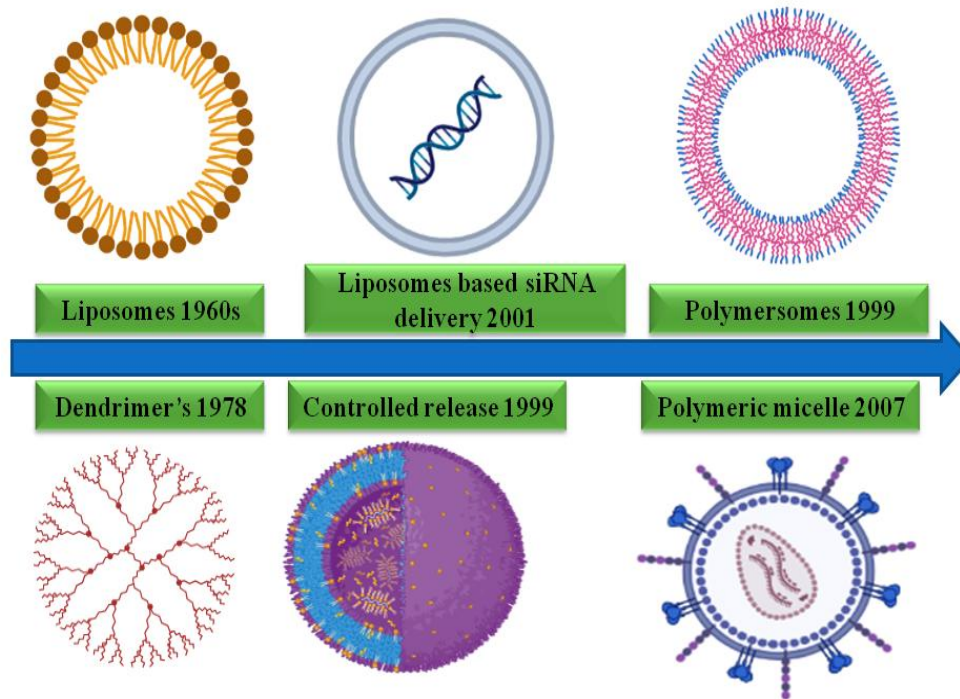 Liposomes 1960s
Liposomes based siRNA
delivery 2001
Polymersomes 1999
Dendrimer’s 1978
Controlled release 1999
Polymeric micelle 2007